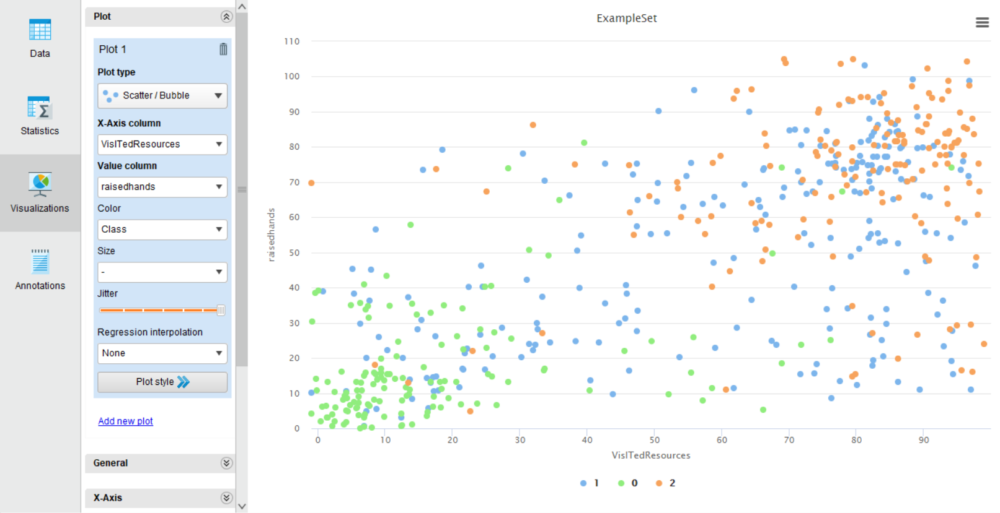 Data
Statistics
Visualizations
Annotations
Plot
Plot 1
Plot type
Scatter / Bubble
X-Axis column
VisITedResources
Value column
raisedhands
Color
Class
Size
-
Jitter
Regression interpolation
None
Plot style
Add new plot
General
X-Axis
ExampleSet
110
100
90
80
70
60
50
40
30
20
10
0
raisedhands
0 10 20 30 40 50 60 70 80 90
VisITedResources
1 0 2